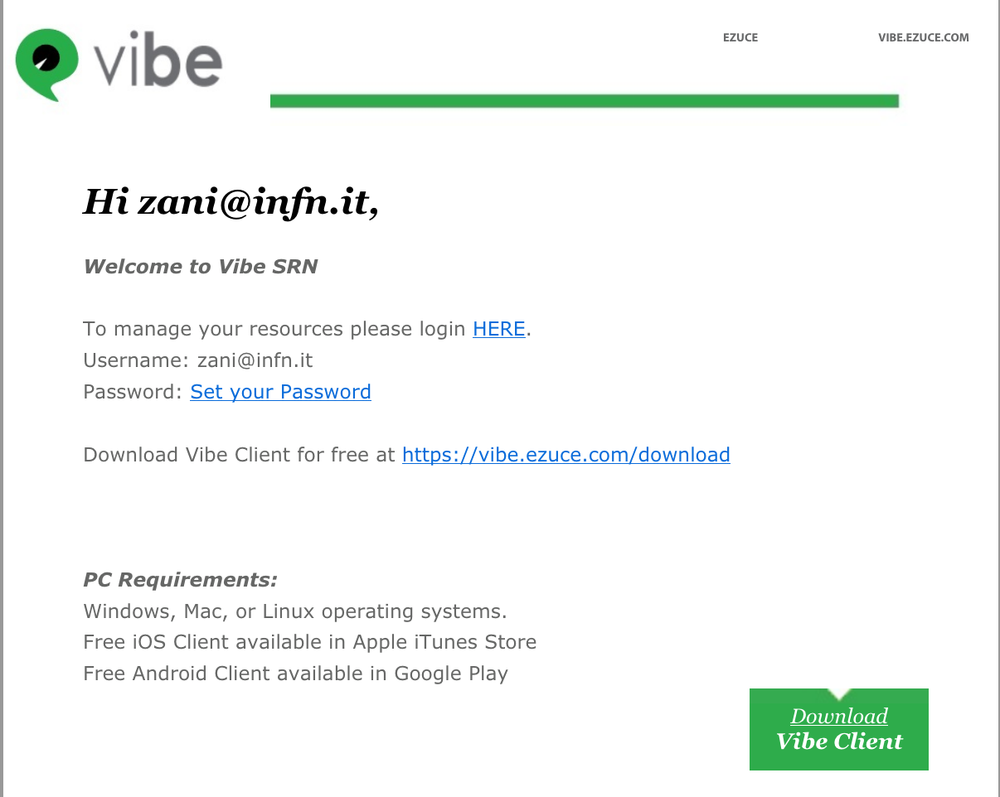 vibe
EZUCE
VIBE.EZUCE.COM
Hi zani@infn.it,
Welcome to Vibe SRN
To manage your resources please login HERE.
Username: zani@infn.it
Password: Set your Password
Download Vibe Client for free at https://vibe.ezuce.com/download
PC Requirements:
Windows, Mac, or Linux operating systems.
Free iOS Client available in Apple iTunes Store
Free Android Client available in Google Play
Download
Vibe Client